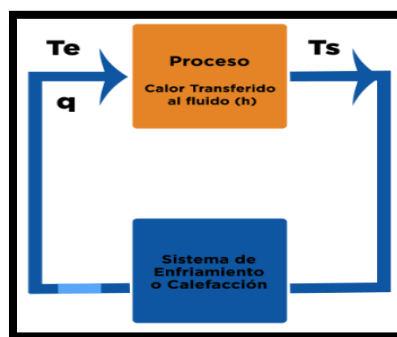 Te
Ts
q
Proceso
Calor Transferido
al fluido (h)
Sistema de
Enfriamiento
o Calefacción